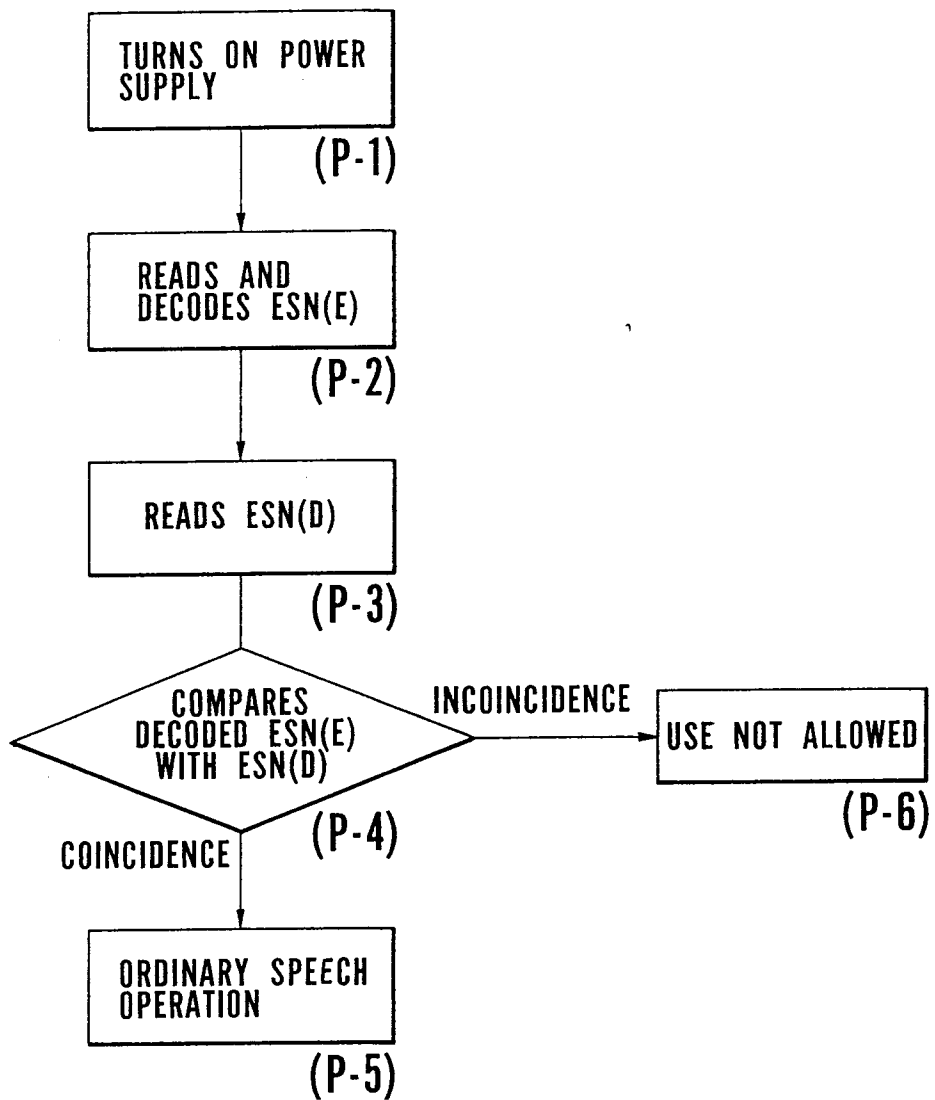 TURNS ON POWER
SUPPLY
(P-1)
READS AND
DECODES ESN(E)
(P-2)
READS ESN(D)
(P-3)
COMPARES
DECODED ESN(E)
WITH ESN(D)
(P-4)
INCOINCIDENCE
USE NOT ALLOWED
(P-6)
COINCIDENCE
ORDINARY SPEECH
OPERATION
(P-5)